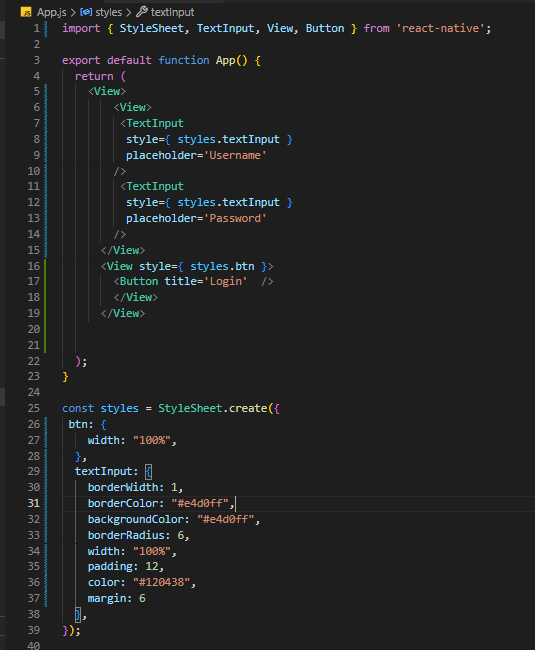 JS App.js > [∅] styles > textInput
1 import { StyleSheet, TextInput, View, Button } from 'react-native';
2
3 export default function App() {
4   return (
5     <View>
6         <View>
7          <TextInput
8           style={ styles.textInput }
9           placeholder='Username'
10         />
11          <TextInput
12           style={ styles.textInput }
13           placeholder='Password'
14         />
15       </View>
16       <View style={ styles.btn }>
17         <Button title='Login'  />
18         </View>
19       </View>
20
21
22   );
23 }
24
25 const styles = StyleSheet.create({
26  btn: {
27     width: "100%",
28   },
29   textInput: {
30     borderWidth: 1,
31     borderColor: "#e4d0ff",
32     backgroundColor: "#e4d0ff",
33     borderRadius: 6,
34     width: "100%",
35     padding: 12,
36     color: "#120438",
37     margin: 6
38   },
39 });
40